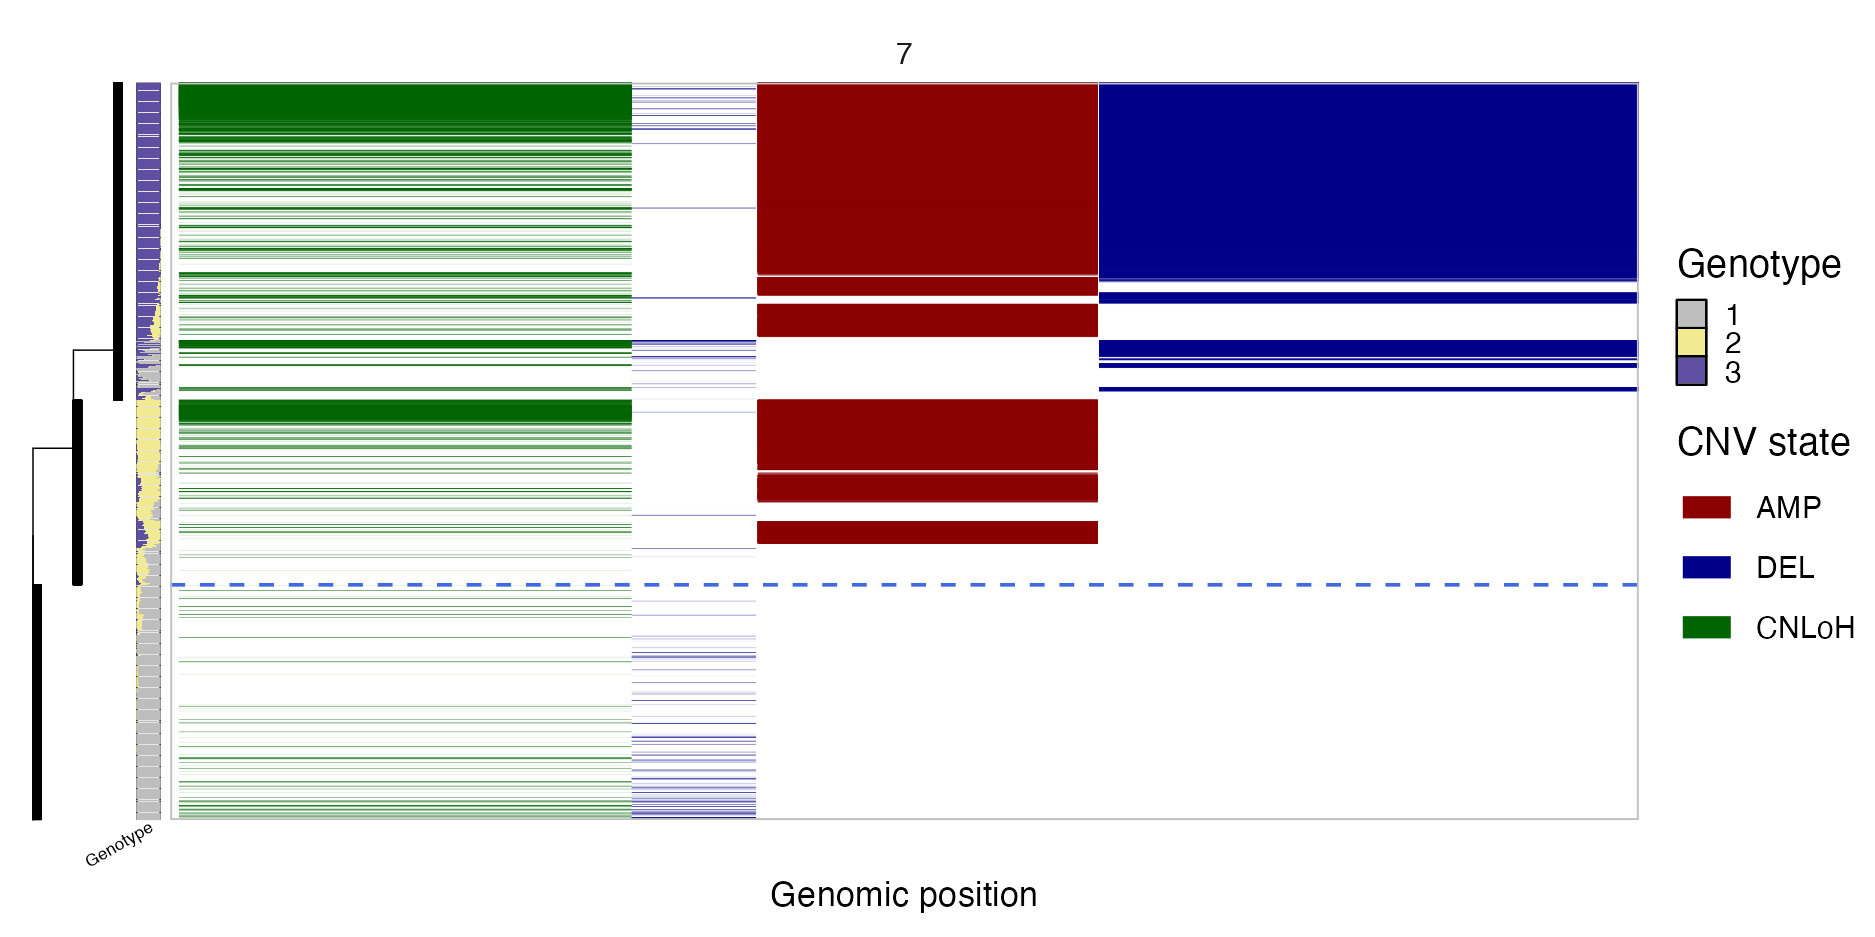 7
Genotype
1
2
3
CNV state
AMP
DEL
CNLoH
Genotype
Genomic position